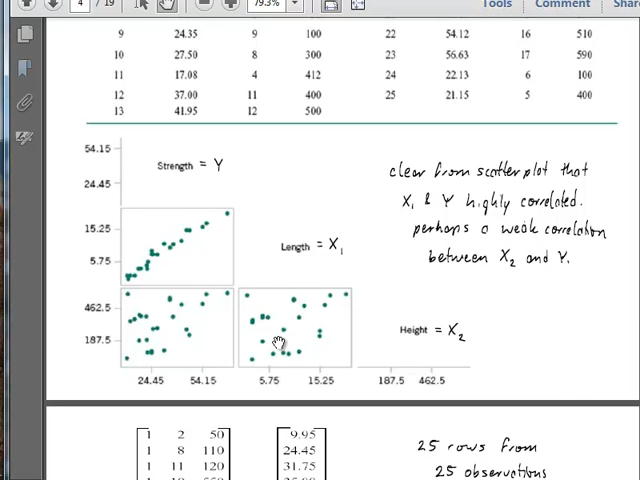 4 / 19
79.3%
Tools
Comment
Share
9 24.35 9 100 22 54.12 16 510
10 27.50 8 300 23 56.63 17 590
11 17.08 4 412 24 22.13 6 100
12 37.00 11 400 25 21.15 5 400
13 41.95 12 500
54.15
24.45
Strength = Y
15.25
5.75
Length = X1
462.5
187.5
Height = X2
24.45 54.15 5.75 15.25 187.5 462.5
clear from scatterplot that
X1 & Y highly correlated.
perhaps a weak correlation
between X2 and Y.
1 2 50 9.95
1 8 110 24.45
1 11 120 31.75
25 rows from
25 observations